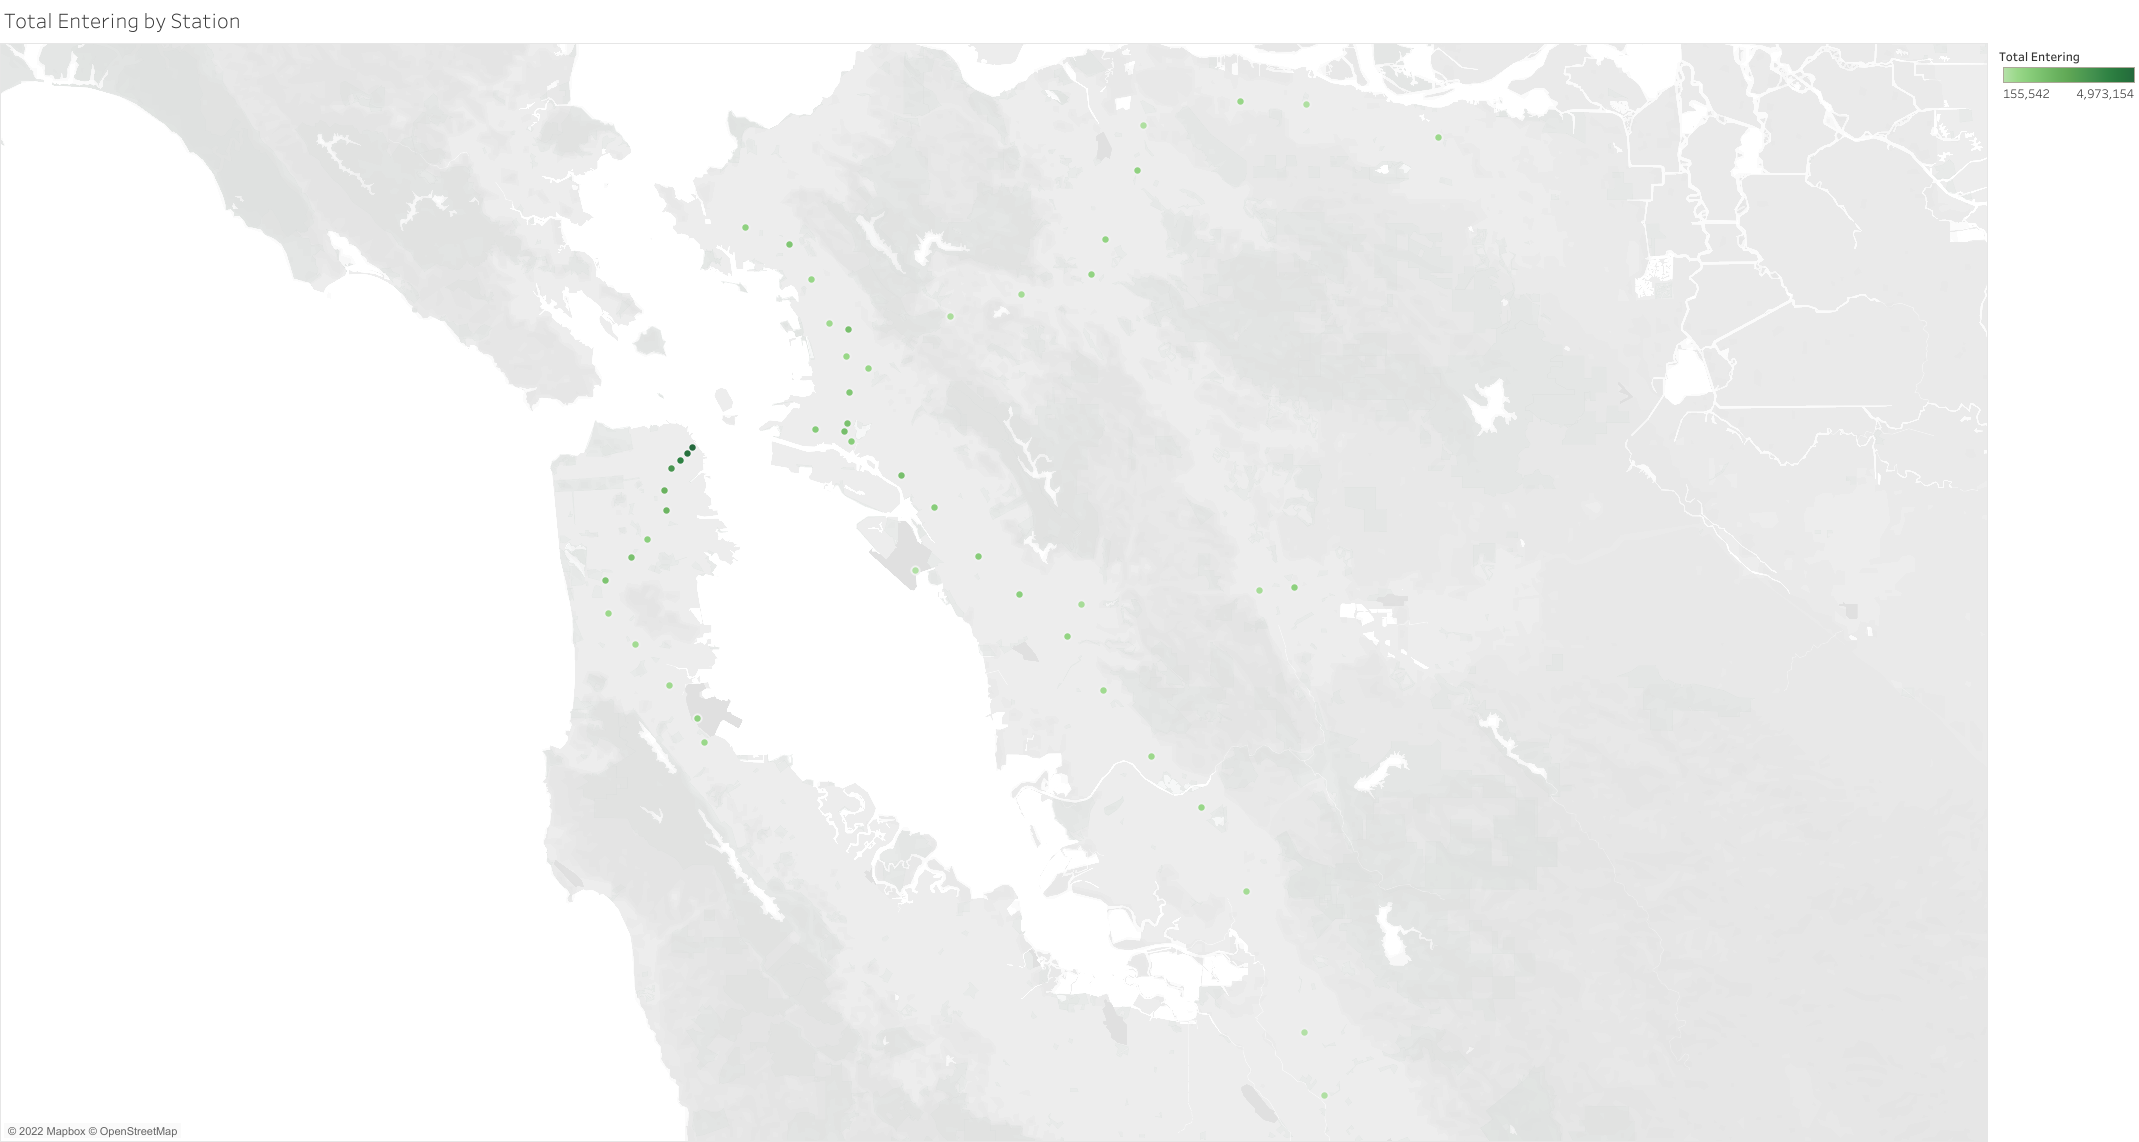 Total Entering by Station
Total Entering
155,542 4,973,154
© 2022 Mapbox © OpenStreetMap